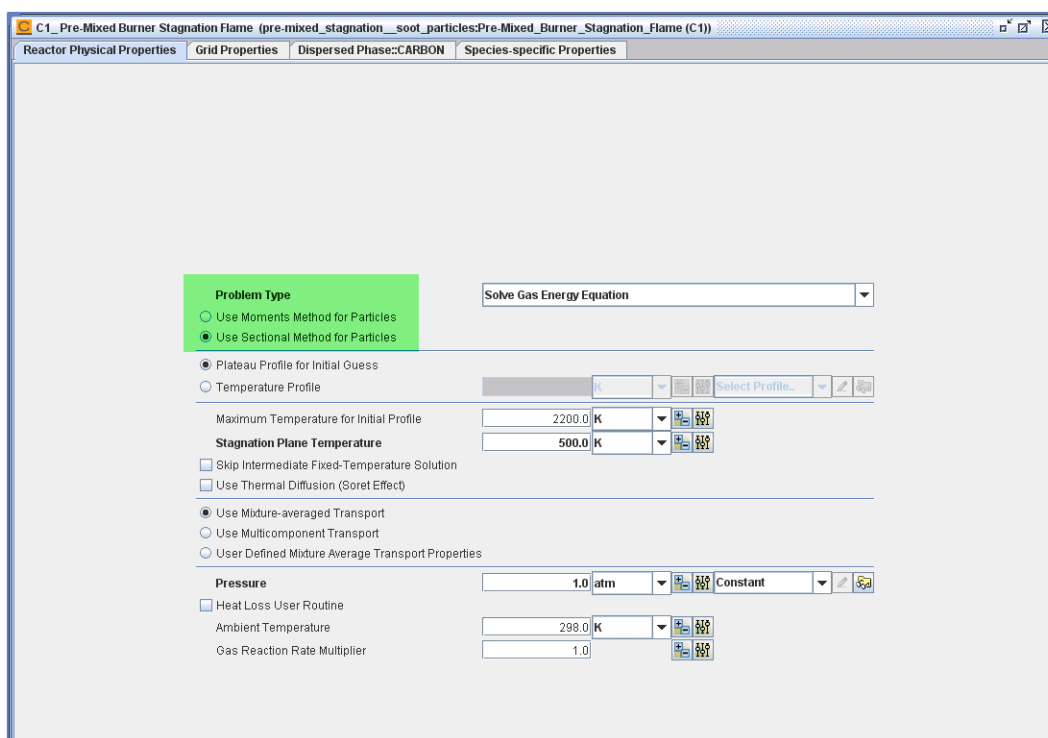 C1_ Pre-Mixed Burner Stagnation Flame (pre-mixed_stagnation__soot_particles:Pre-Mixed_Burner_Stagnation_Flame (C1))
Reactor Physical Properties Grid Properties Dispersed Phase::CARBON Species-specific Properties
Problem Type Solve Gas Energy Equation
Use Moments Method for Particles
Use Sectional Method for Particles
Plateau Profile for Initial Guess
Temperature Profile K Select Profile..
Maximum Temperature for Initial Profile 2200.0 K
Stagnation Plane Temperature 500.0 K
Skip Intermediate Fixed-Temperature Solution
Use Thermal Diffusion (Soret Effect)
Use Mixture-averaged Transport
Use Multicomponent Transport
User Defined Mixture Average Transport Properties
Pressure 1.0 atm Constant
Heat Loss User Routine
Ambient Temperature 298.0 K
Gas Reaction Rate Multiplier 1.0